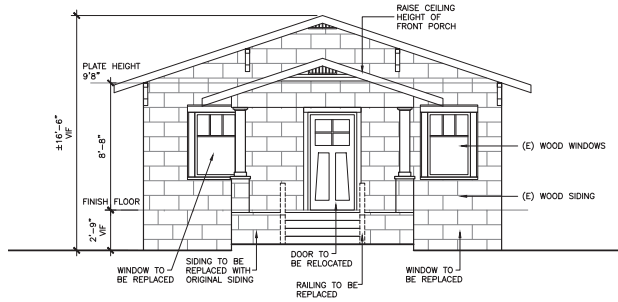 RAISE CEILING
HEIGHT OF
FRONT PORCH
PLATE HEIGHT
9'8"
±16'-6"
VIF
8'-8"
(E) WOOD WINDOWS
(E) WOOD SIDING
FINISH FLOOR
2'-9"
VIF
WINDOW TO
BE REPLACED
SIDING TO BE
REPLACED WITH
ORIGINAL SIDING
DOOR TO
BE RELOCATED
RAILING TO BE
REPLACED
WINDOW TO
BE REPLACED